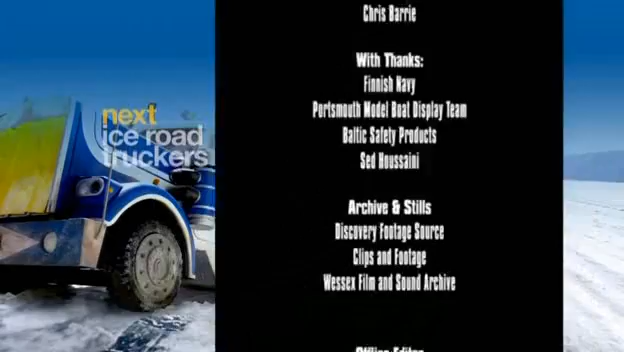 next
ice road
truckers
Chris Barrie
With Thanks:
Finnish Navy
Portsmouth Model Boat Display Team
Baltic Safety Products
Sed Houssaini
Archive & Stills
Discovery Footage Source
Clips and Footage
Wessex Film and Sound Archive